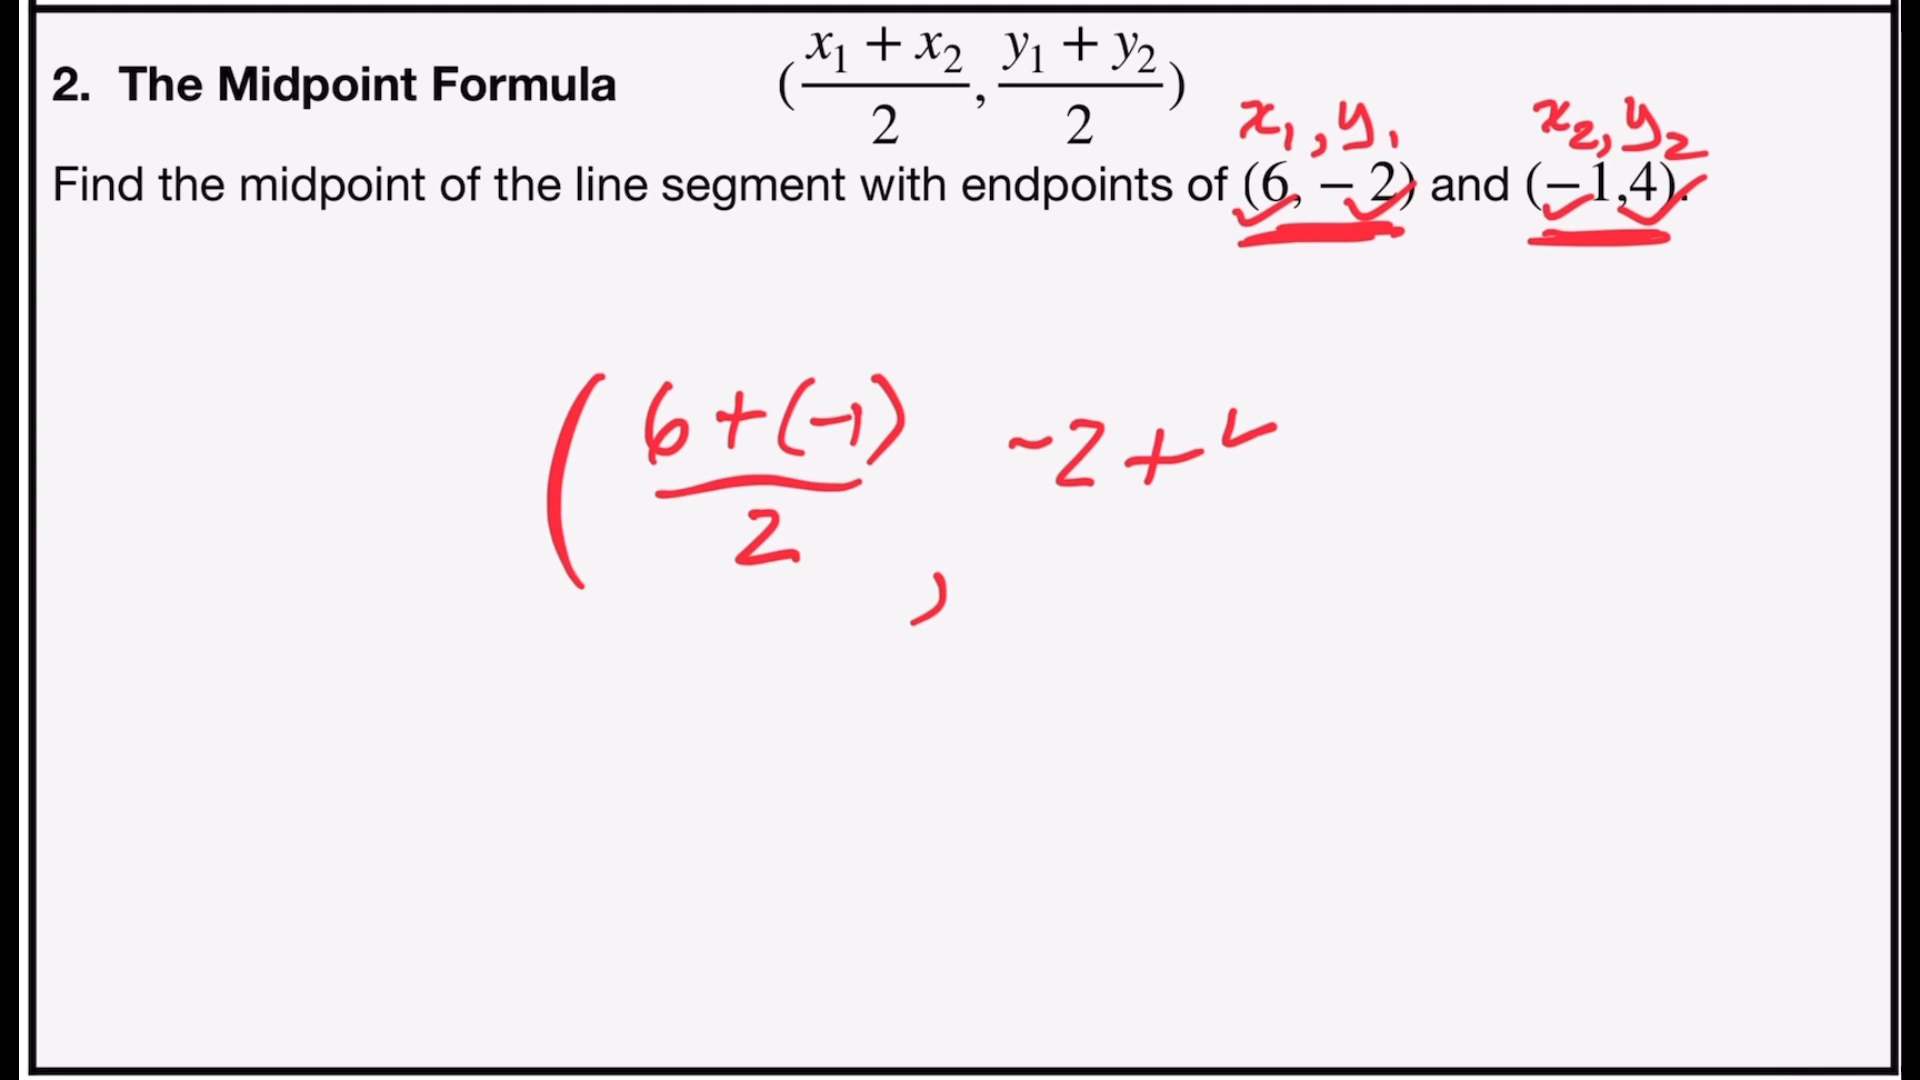 2. The Midpoint Formula (x₁ + x₂ / 2, y₁ + y₂ / 2)
x₁, y₁ x₂, y₂
Find the midpoint of the line segment with endpoints of (6, − 2) and (−1,4).
( 6 + (-1) / 2 , -2 +